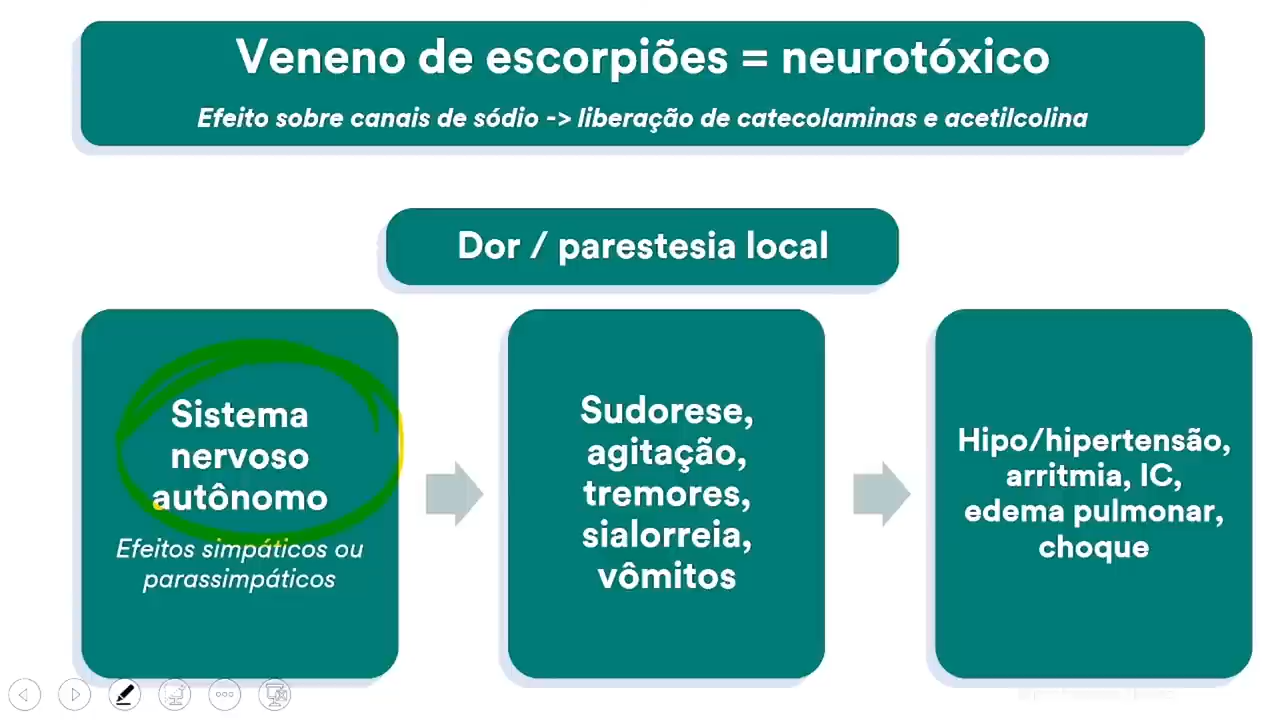 Veneno de escorpiões = neurotóxico
Efeito sobre canais de sódio -> liberação de catecolaminas e acetilcolina
Dor / parestesia local
Sistema
nervoso
autônomo
Efeitos simpáticos ou
parassimpáticos
Sudorese,
agitação,
tremores,
sialorreia,
vômitos
Hipo/hipertensão,
arritmia, IC,
edema pulmonar,
choque